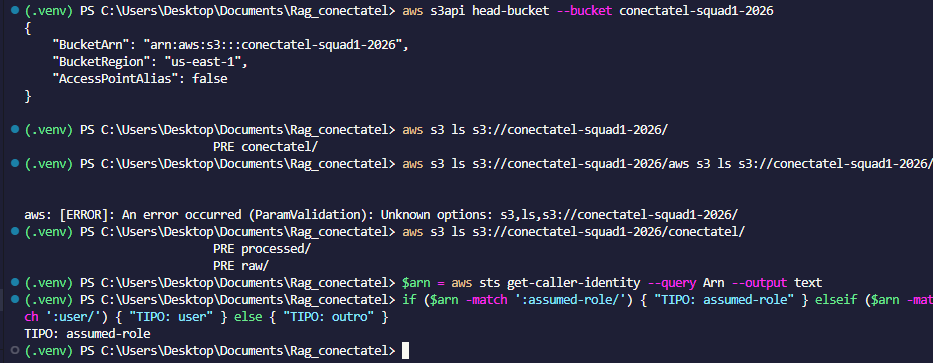 (.venv) PS C:\Users\Desktop\Documents\Rag_conectatel> aws s3api head-bucket --bucket conectatel-squad1-2026
{
    "BucketArn": "arn:aws:s3:::conectatel-squad1-2026",
    "BucketRegion": "us-east-1",
    "AccessPointAlias": false
}
(.venv) PS C:\Users\Desktop\Documents\Rag_conectatel> aws s3 ls s3://conectatel-squad1-2026/
                           PRE conectatel/
(.venv) PS C:\Users\Desktop\Documents\Rag_conectatel> aws s3 ls s3://conectatel-squad1-2026/aws s3 ls s3://conectatel-squad1-2026/
aws: [ERROR]: An error occurred (ParamValidation): Unknown options: s3,ls,s3://conectatel-squad1-2026/
(.venv) PS C:\Users\Desktop\Documents\Rag_conectatel> aws s3 ls s3://conectatel-squad1-2026/conectatel/
                           PRE processed/
                           PRE raw/
(.venv) PS C:\Users\Desktop\Documents\Rag_conectatel> $arn = aws sts get-caller-identity --query Arn --output text
(.venv) PS C:\Users\Desktop\Documents\Rag_conectatel> if ($arn -match ':assumed-role/') { "TIPO: assumed-role" } elseif ($arn -mat
ch ':user/') { "TIPO: user" } else { "TIPO: outro" }
TIPO: assumed-role
(.venv) PS C:\Users\Desktop\Documents\Rag_conectatel>